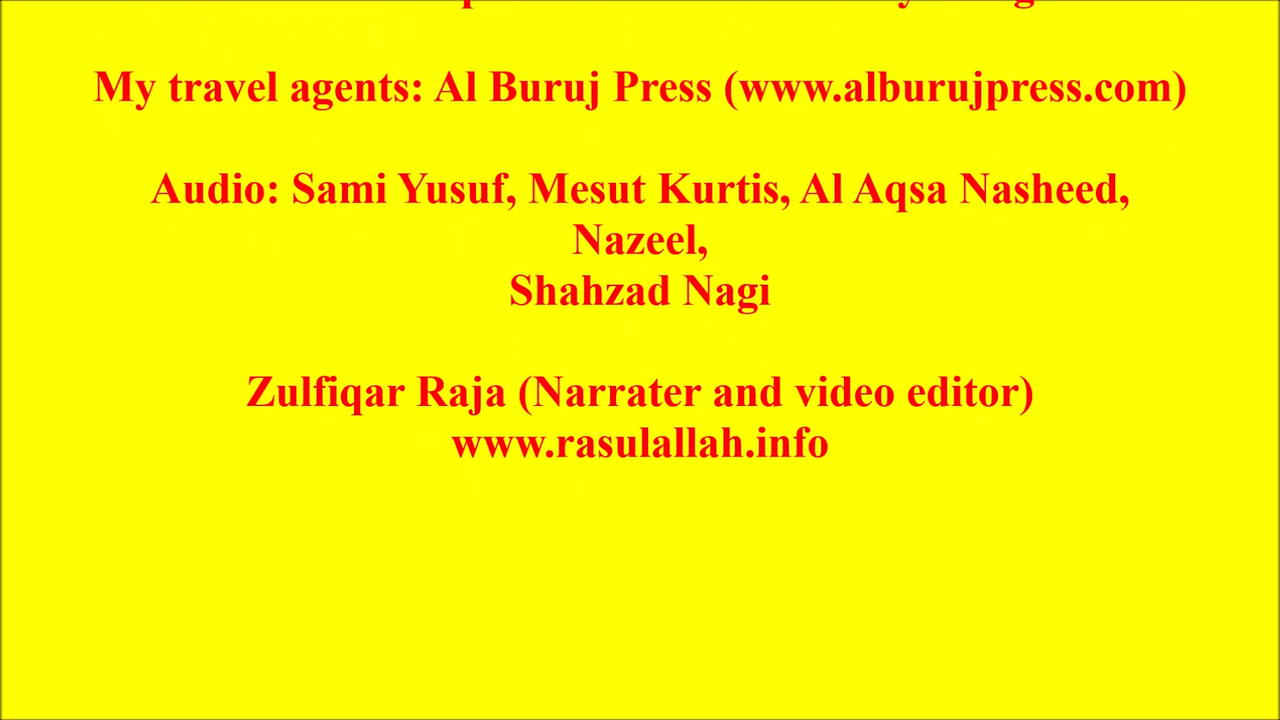 My travel agents: Al Buruj Press (www.alburujpress.com)
Audio: Sami Yusuf, Mesut Kurtis, Al Aqsa Nasheed,
Nazeel,
Shahzad Nagi
Zulfiqar Raja (Narrater and video editor)
www.rasulallah.info